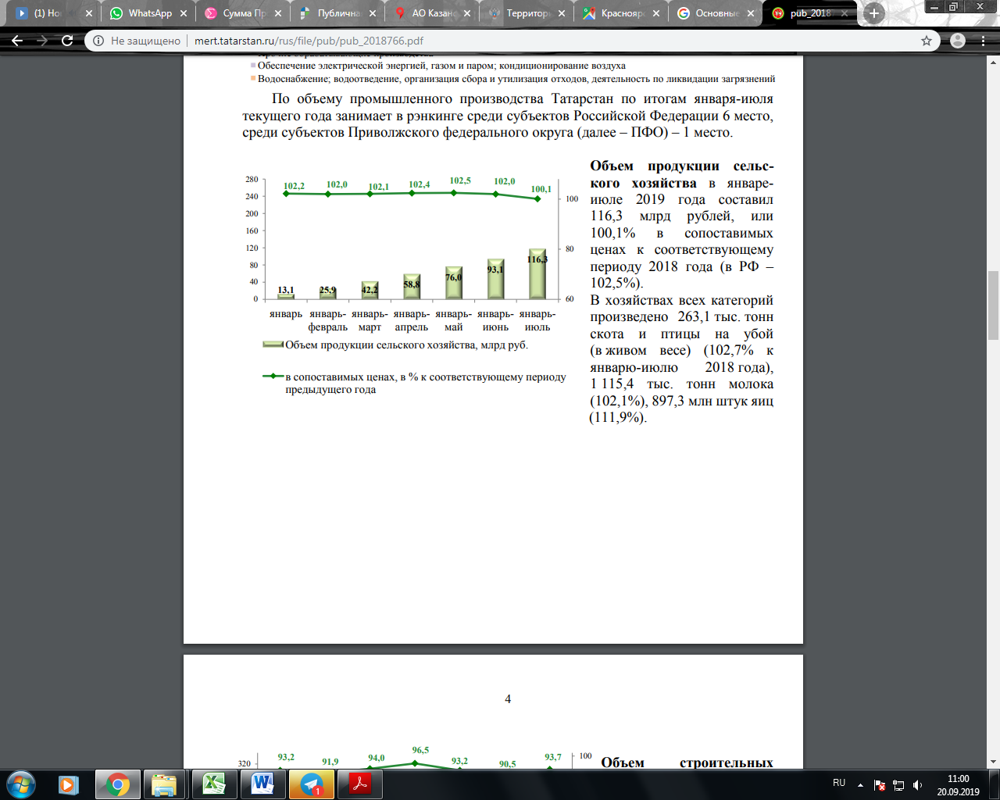 (1) Но
WhatsApp
Сумма Пр
Публична
АО Казан
Территор
Краснояр
Основные
pub_2018
Не защищено
mert.tatarstan.ru/rus/file/pub/pub_2018766.pdf
Обеспечение электрической энергией, газом и паром; кондиционирование воздуха
Водоснабжение; водоотведение, организация сбора и утилизация отходов, деятельность по ликвидации загрязнений
По объему промышленного производства Татарстан по итогам января-июля
текущего года занимает в рэнкинге среди субъектов Российской Федерации 6 место,
среди субъектов Приволжского федерального округа (далее – ПФО) – 1 место.
280
240
200
160
120
80
40
0
102,2
102,0
102,1
102,4
102,5
102,0
100,1
100
80
60
13,1
25,9
42,2
58,8
76,0
93,1
116,3
январь
январь-
февраль
январь-
март
январь-
апрель
январь-
май
январь-
июнь
январь-
июль
Объем продукции сельского хозяйства, млрд руб.
в сопоставимых ценах, в % к соответствующему периоду
предыдущего года
Объем продукции сельс-
кого хозяйства в январе-
июле 2019 года составил
116,3 млрд рублей, или
100,1% в сопоставимых
ценах к соответствующему
периоду 2018 года (в РФ –
102,5%).
В хозяйствах всех категорий
произведено 263,1 тыс. тонн
скота и птицы на убой
(в живом весе) (102,7% к
январю-июлю 2018 года),
1 115,4 тыс. тонн молока
(102,1%), 897,3 млн штук яиц
(111,9%).
4
320
93,2
91,9
94,0
96,5
93,2
90,5
93,7
100
Объем строительных
1
RU
11:00
20.09.2019